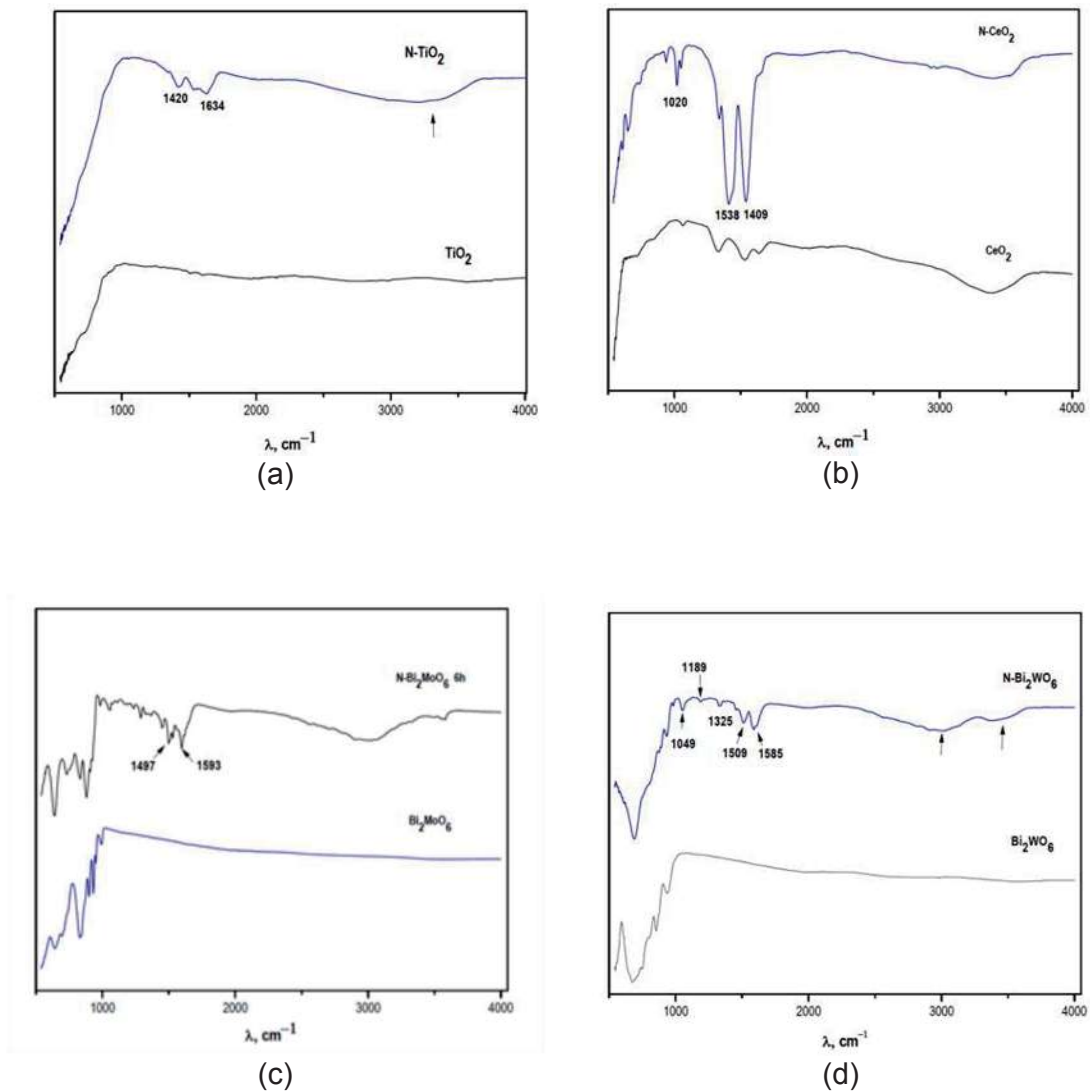 N-TiO₂
1420
1634
TiO₂
1000 2000 3000 4000
λ, cm⁻¹
(a)
N-CeO₂
1020
1538 1409
CeO₂
1000 2000 3000 4000
λ, cm⁻¹
(b)
N-Bi₂MoO₆ 6h
1497 1593
Bi₂MoO₆
1000 2000 3000 4000
λ, cm⁻¹
(c)
1189
N-Bi₂WO₆
1049
1325
1509
1585
Bi₂WO₆
1000 2000 3000 4000
λ, cm⁻¹
(d)